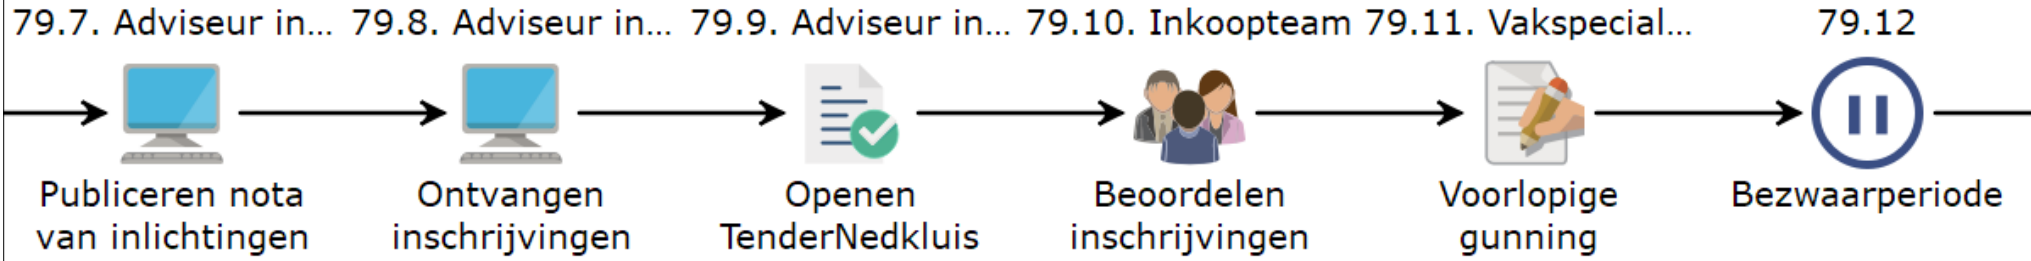 79.7. Adviseur in... 79.8. Adviseur in... 79.9. Adviseur in... 79.10. Inkoopteam 79.11. Vakspecial... 79.12
Publiceren nota
van inlichtingen
Ontvangen
inschrijvingen
Openen
TenderNedkluis
Beoordelen
inschrijvingen
Voorlopige
gunning
Bezwaarperiode